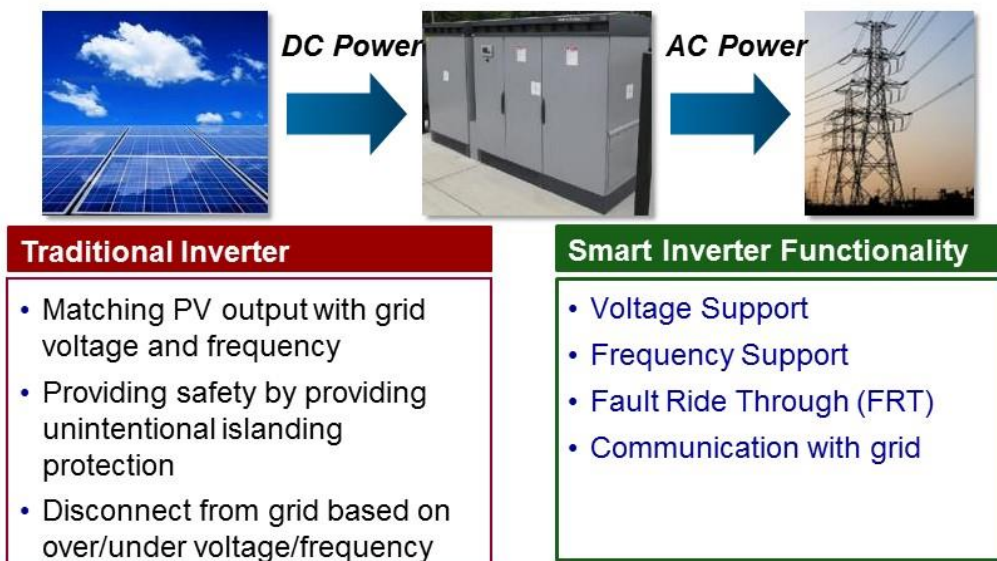 DC Power
AC Power
Traditional Inverter
• Matching PV output with grid
voltage and frequency
• Providing safety by providing
unintentional islanding
protection
• Disconnect from grid based on
over/under voltage/frequency
Smart Inverter Functionality
• Voltage Support
• Frequency Support
• Fault Ride Through (FRT)
• Communication with grid